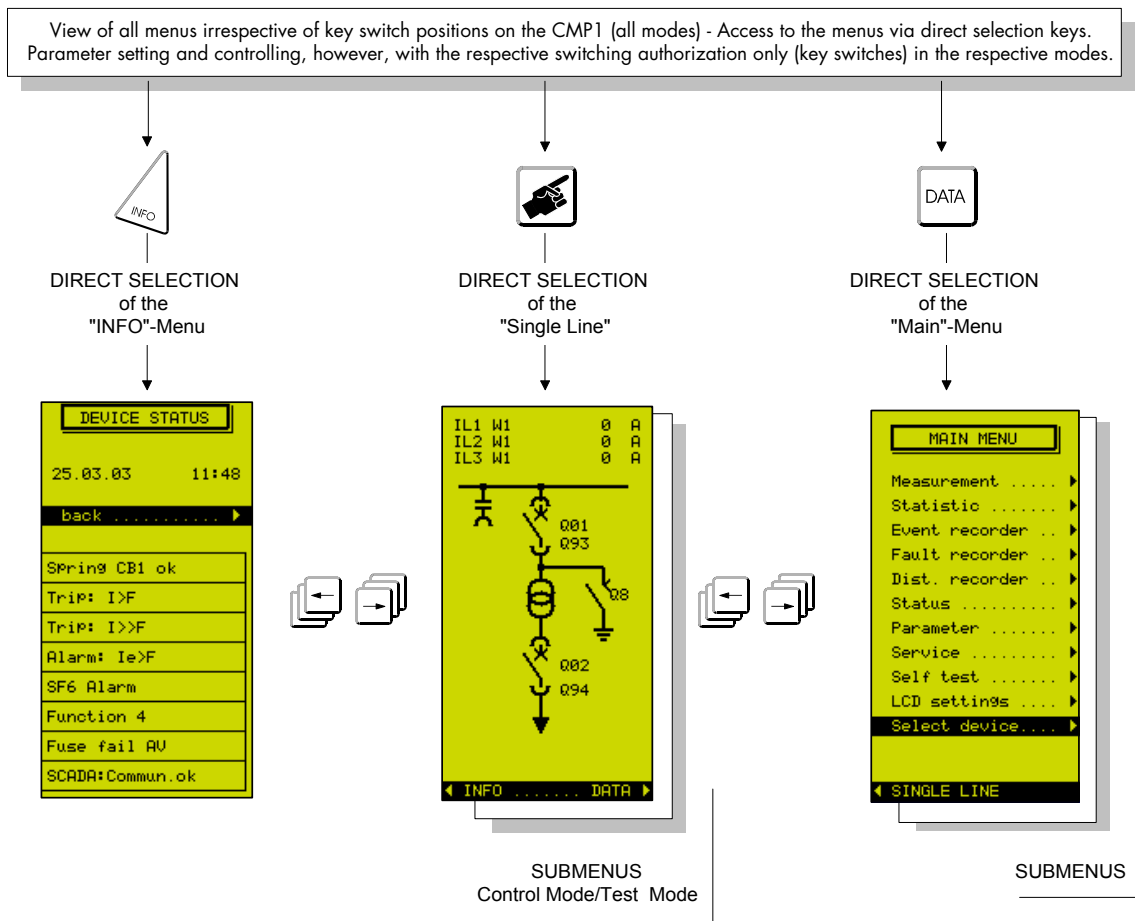 View of all menus irrespective of key switch positions on the CMP1 (all modes) - Access to the menus via direct selection keys.
Parameter setting and controlling, however, with the respective switching authorization only (key switches) in the respective modes.
INFO
DATA
DIRECT SELECTION
of the
"INFO"-Menu
DIRECT SELECTION
of the
"Single Line"
DIRECT SELECTION
of the
"Main"-Menu
DEVICE STATUS
25.03.03 11:48
back ...........
Spring CB1 ok
Trip: I>F
Trip: I>>F
Alarm: Ie>F
SF6 Alarm
Function 4
Fuse fail AV
SCADA:Commun.ok
IL1 W1 0 A
IL2 W1 0 A
IL3 W1 0 A
Q01
Q93
Q8
Q02
Q94
INFO ....... DATA
MAIN MENU
Measurement .....
Statistic .......
Event recorder ..
Fault recorder ..
Dist. recorder ..
Status ..........
Parameter .......
Service .........
Self test .......
LCD settings ....
Select device....
SINGLE LINE
SUBMENUS
Control Mode/Test Mode
SUBMENUS